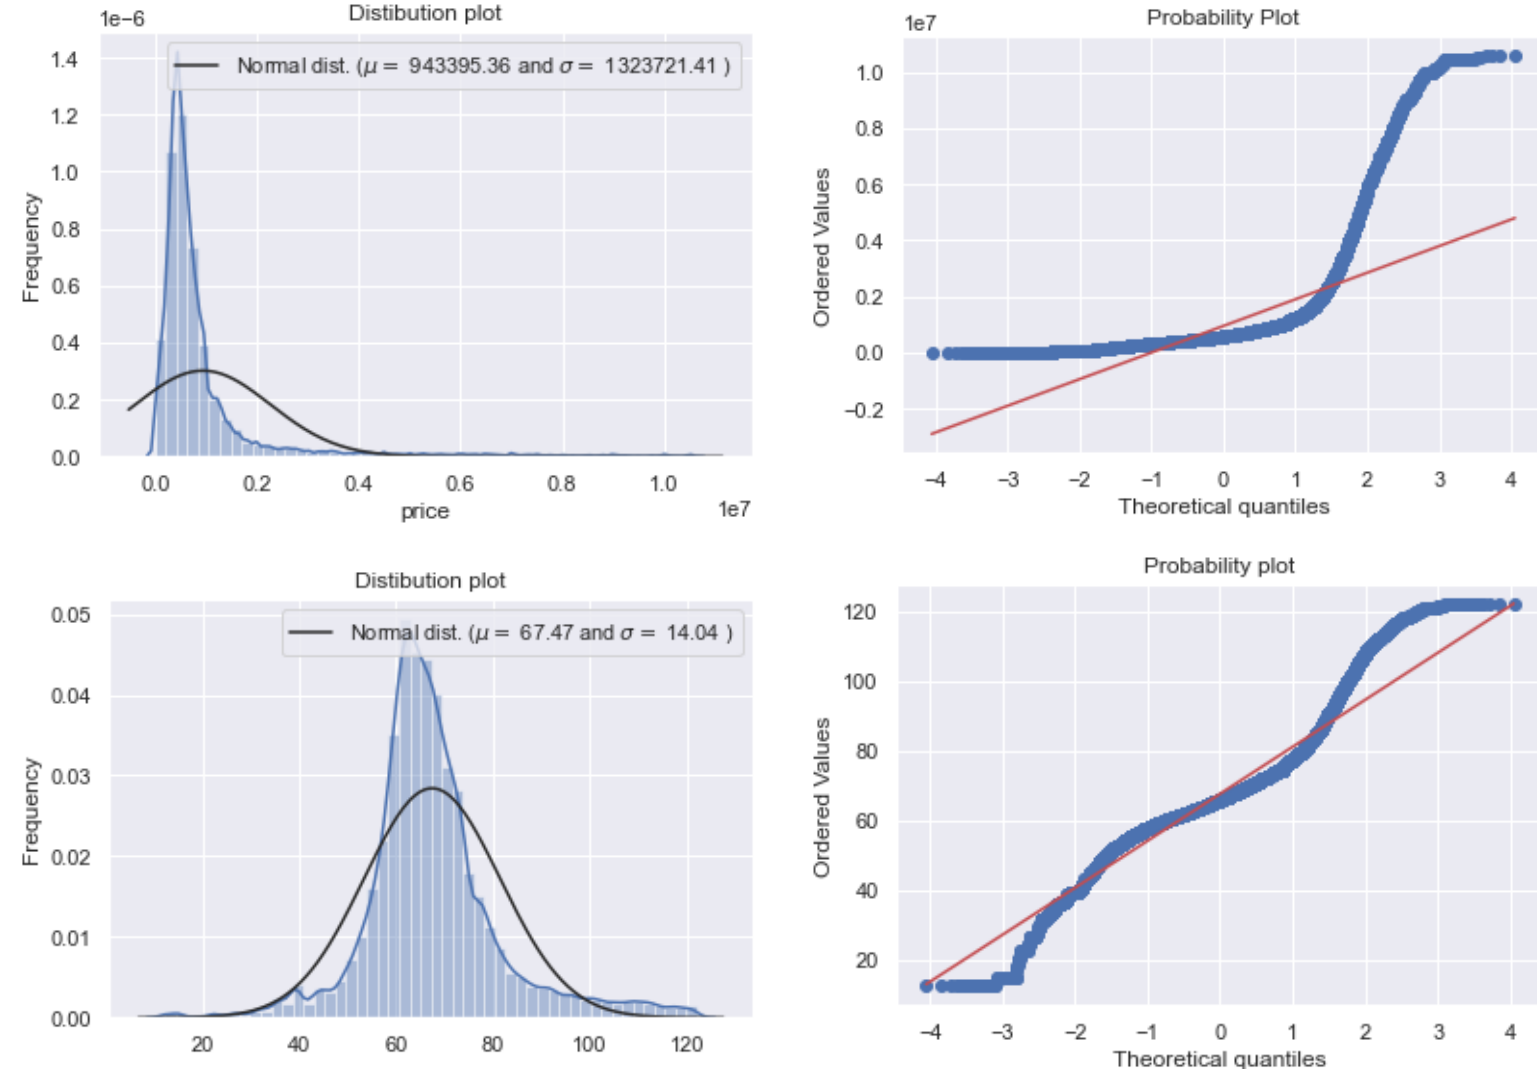 Distibution plot
1e−6
Normal dist. (μ = 943395.36 and σ = 1323721.41 )
1.4
1.2
1.0
0.8
0.6
0.4
0.2
0.0
Frequency
0.0 0.2 0.4 0.6 0.8 1.0
1e7
price
Probability Plot
1e7
1.0
0.8
0.6
0.4
0.2
0.0
−0.2
Ordered Values
−4 −3 −2 −1 0 1 2 3 4
Theoretical quantiles
Distibution plot
Normal dist. (μ = 67.47 and σ = 14.04 )
0.05
0.04
0.03
0.02
0.01
0.00
Frequency
20 40 60 80 100 120
Probability plot
120
100
80
60
40
20
Ordered Values
−4 −3 −2 −1 0 1 2 3 4
Theoretical quantiles